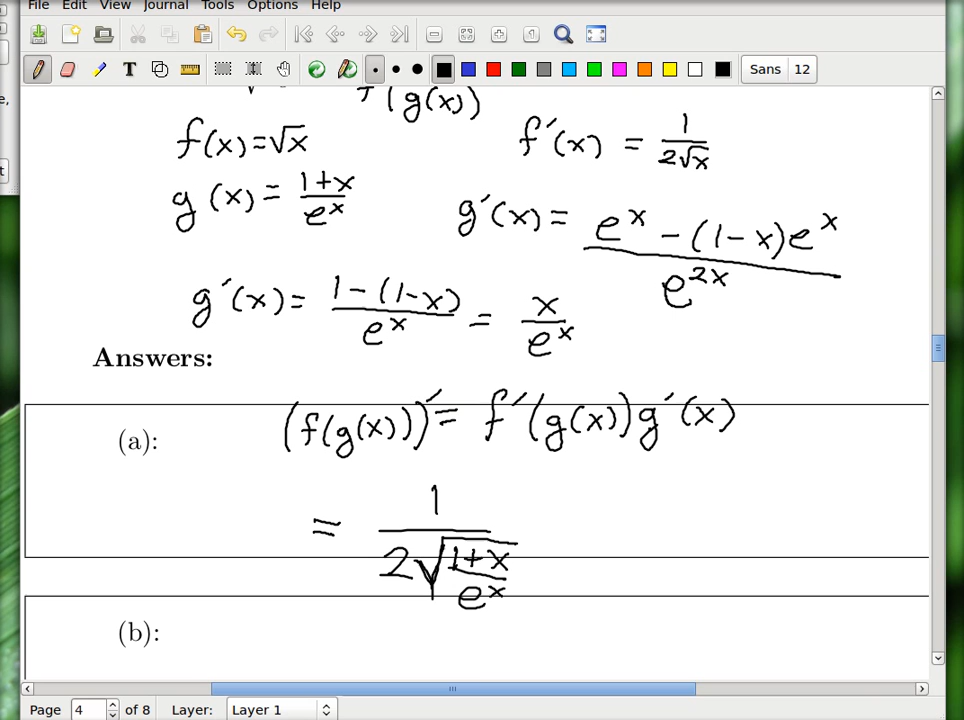 File Edit View Journal Tools Options Help
Sans 12
f(g(x))
f(x)=√x f′(x) = 1/(2√x)
g(x)= (1+x)/e^x g′(x)= (e^x – (1–x)e^x)/e^(2x)
g′(x)= (1–(1–x))/e^x = x/e^x
Answers:
(a): (f(g(x))′= f′(g(x))g′(x)
= 1/(2√((1+x)/e^x))
(b):
Page 4 of 8 Layer: Layer 1